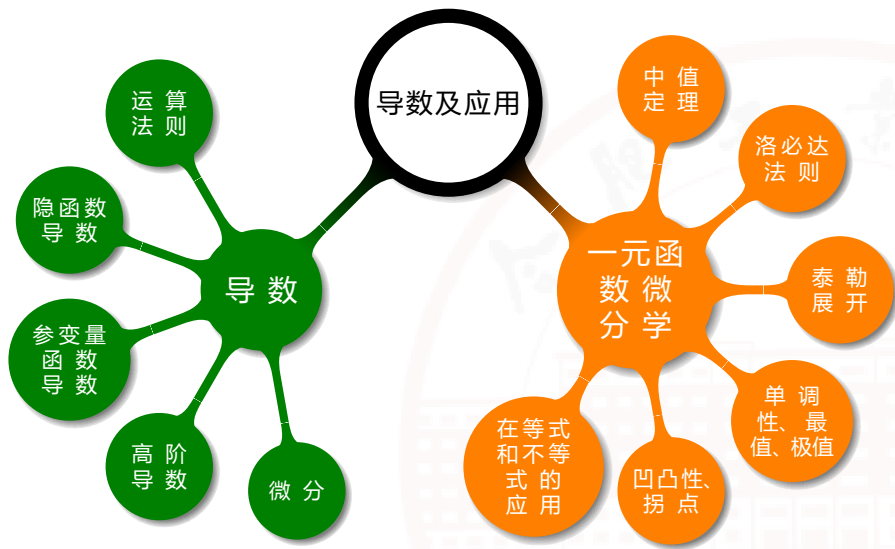 导数及应用
导数
运算
法则
隐函数
导数
参变量
函数
导数
高阶
导数
微分
一元函
数微
分学
中值
定理
洛必达
法则
泰勒
展开
单调
性、最
值、极值
凹凸性、
拐点
在等式
和不等
式的
应用